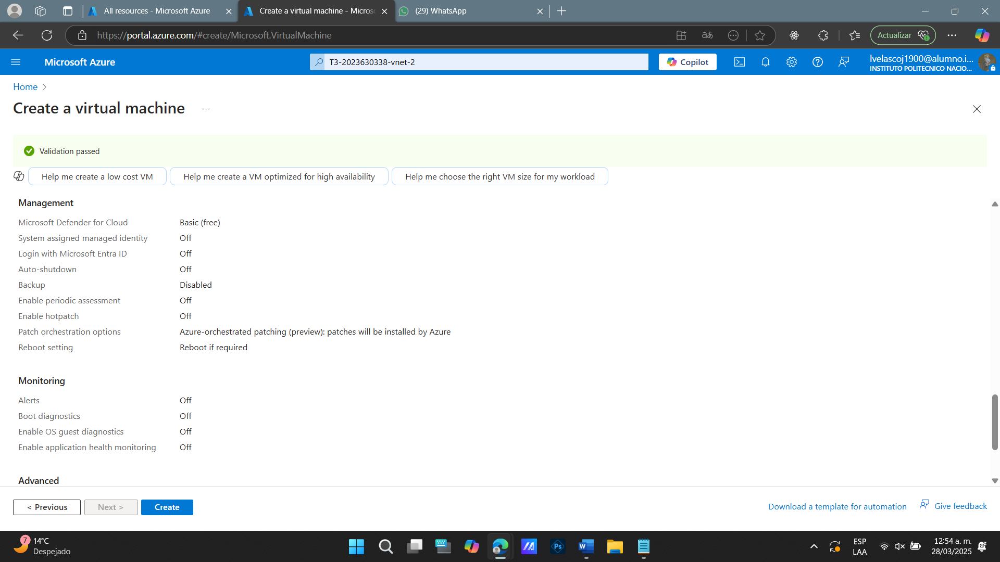 All resources - Microsoft Azure
Create a virtual machine - Micros
(29) WhatsApp
https://portal.azure.com/#create/Microsoft.VirtualMachine
aあ
Actualizar
Microsoft Azure
T3-2023630338-vnet-2
Copilot
lvelascoj1900@alumno.i...
INSTITUTO POLITECNICO NACIO...
Home
Create a virtual machine
...
Validation passed
Help me create a low cost VM
Help me create a VM optimized for high availability
Help me choose the right VM size for my workload
Management
Microsoft Defender for Cloud Basic (free)
System assigned managed identity Off
Login with Microsoft Entra ID Off
Auto-shutdown Off
Backup Disabled
Enable periodic assessment Off
Enable hotpatch Off
Patch orchestration options Azure-orchestrated patching (preview): patches will be installed by Azure
Reboot setting Reboot if required
Monitoring
Alerts Off
Boot diagnostics Off
Enable OS guest diagnostics Off
Enable application health monitoring Off
Advanced
< Previous
Next >
Create
Download a template for automation
Give feedback
7
14°C
Despejado
Ps
W
ESP
LAA
12:54 a. m.
28/03/2025